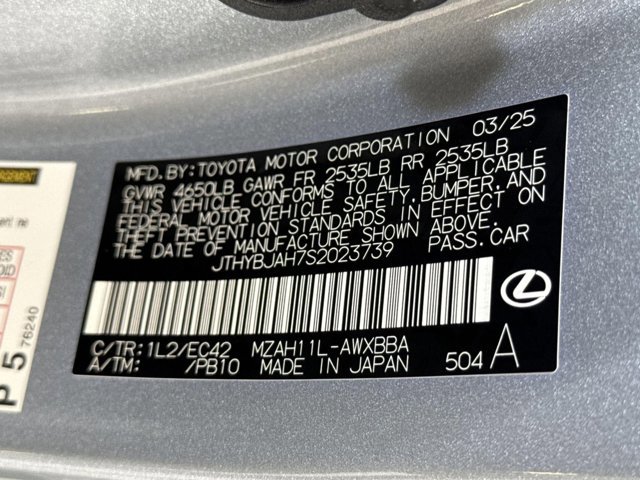 MFD.BY:TOYOTA MOTOR CORPORATION 03/25
GVWR 4650LB GAWR FR 2535LB RR 2535LB
THIS VEHICLE CONFORMS TO ALL APPLICABLE
FEDERAL MOTOR VEHICLE SAFETY,BUMPER,AND
THEFT PREVENTION STANDARDS IN EFFECT ON
THE DATE OF MANUFACTURE SHOWN ABOVE.
JTHYBJAH7S2023739 PASS.CAR
C/TR:1L2/EC42 MZAH11L-AWXBBA
A/TM: /PB10 MADE IN JAPAN 504 A
P 5 76240